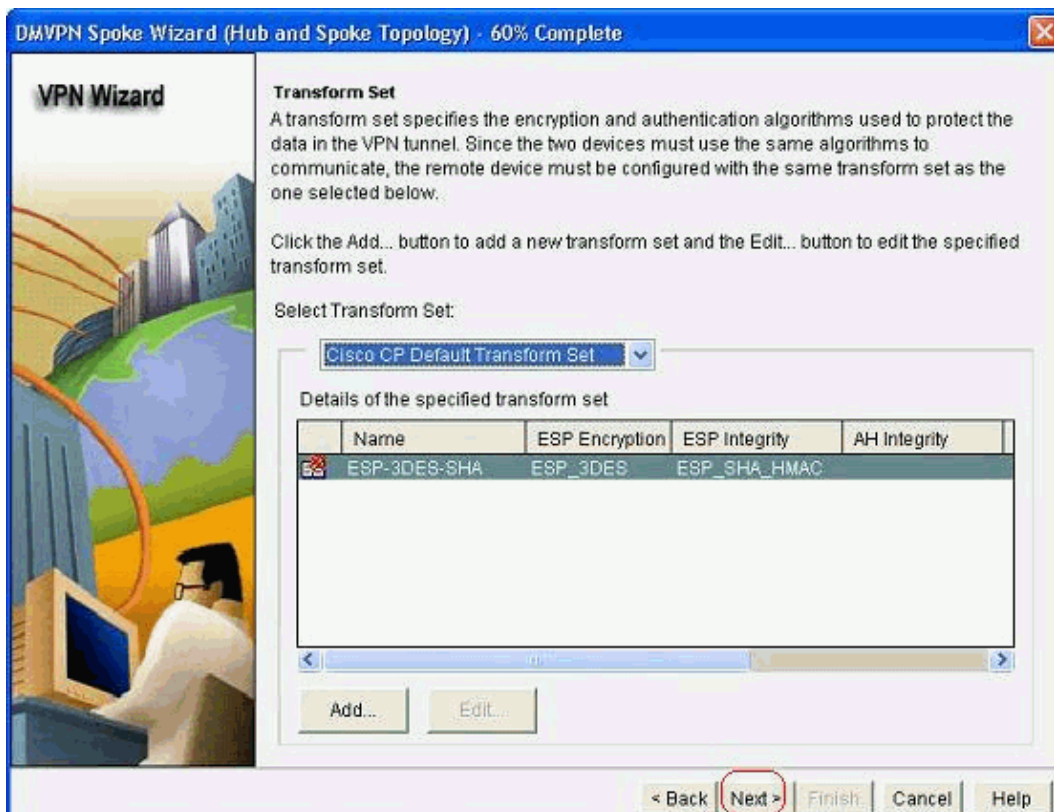 DMVPN Spoke Wizard (Hub and Spoke Topology) - 60% Complete
VPN Wizard
Transform Set
A transform set specifies the encryption and authentication algorithms used to protect the
data in the VPN tunnel. Since the two devices must use the same algorithms to
communicate, the remote device must be configured with the same transform set as the
one selected below.
Click the Add... button to add a new transform set and the Edit... button to edit the specified
transform set.
Select Transform Set:
Cisco CP Default Transform Set
Details of the specified transform set
Name ESP Encryption ESP Integrity AH Integrity
ESP-3DES-SHA ESP_3DES ESP_SHA_HMAC
Add... Edit...
< Back Next > Finish Cancel Help